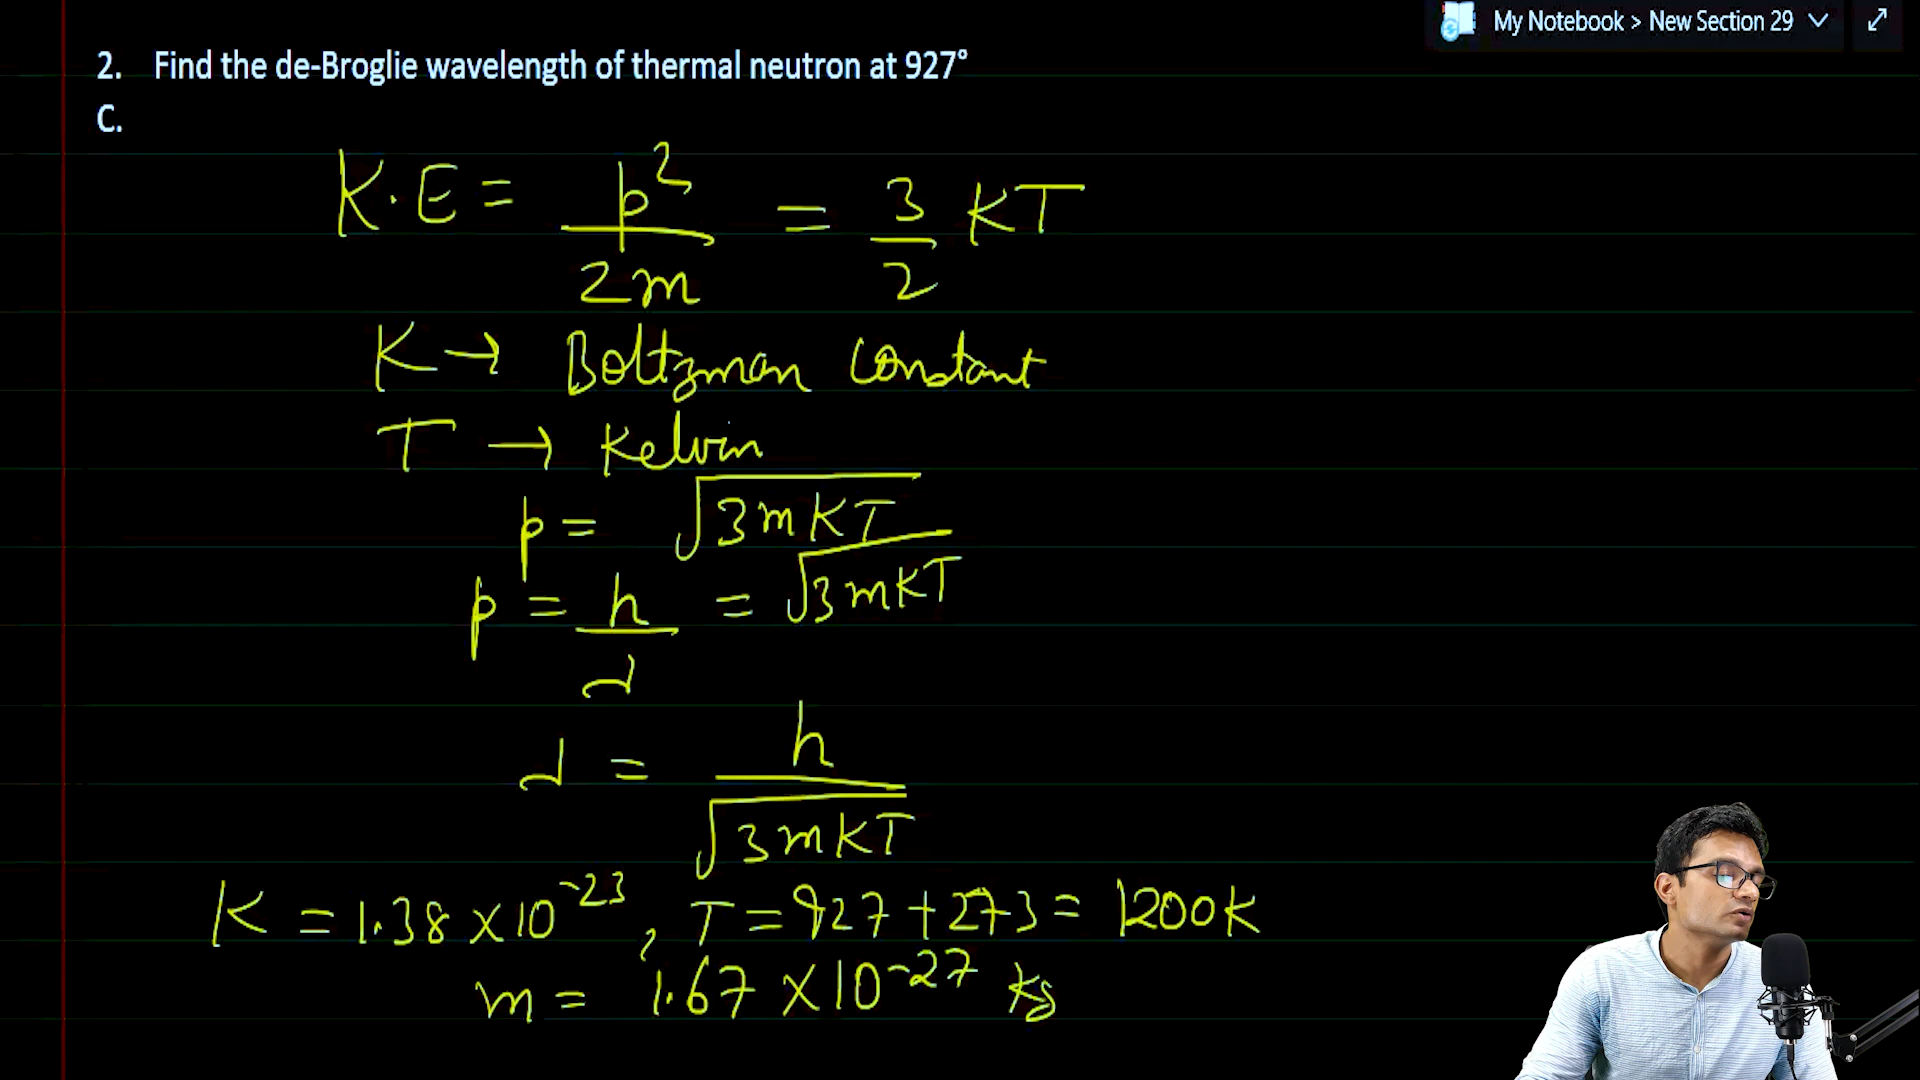 My Notebook > New Section 29
2. Find the de-Broglie wavelength of thermal neutron at 927°
C.
K.E = p²/2m = 3/2 KT
K → Boltzman Constant
T → Kelvin
p = √3mKT
p = h/λ = √3mKT
λ = h/√3mKT
K = 1.38 × 10⁻²³, T = 927 + 273 = 1200K
m = 1.67 × 10⁻²⁷ kg